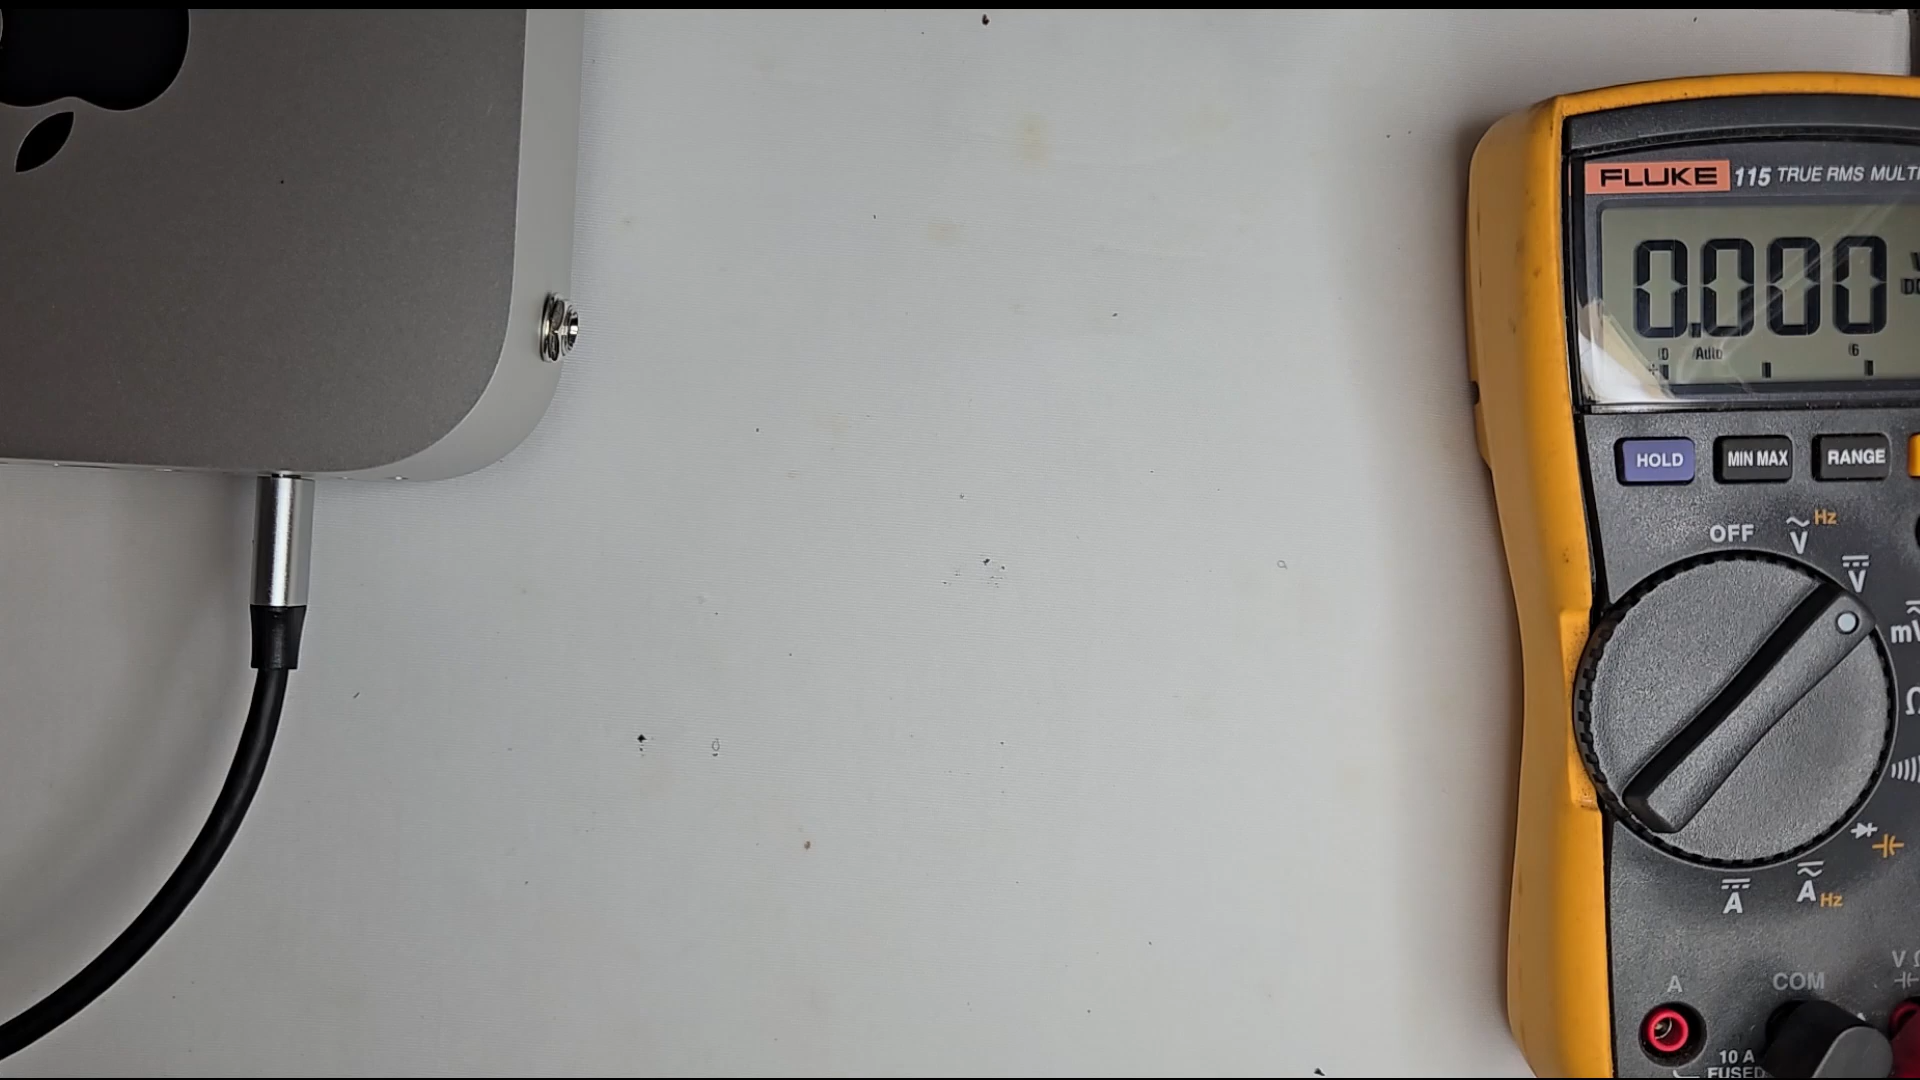 FLUKE 115 TRUE RMS
0.000
DC
0 Auto 6
HOLD MIN MAX RANGE
OFF
V Hz
V
mV
Ω
A
A Hz
A COM V Ω
10 A
FUSED